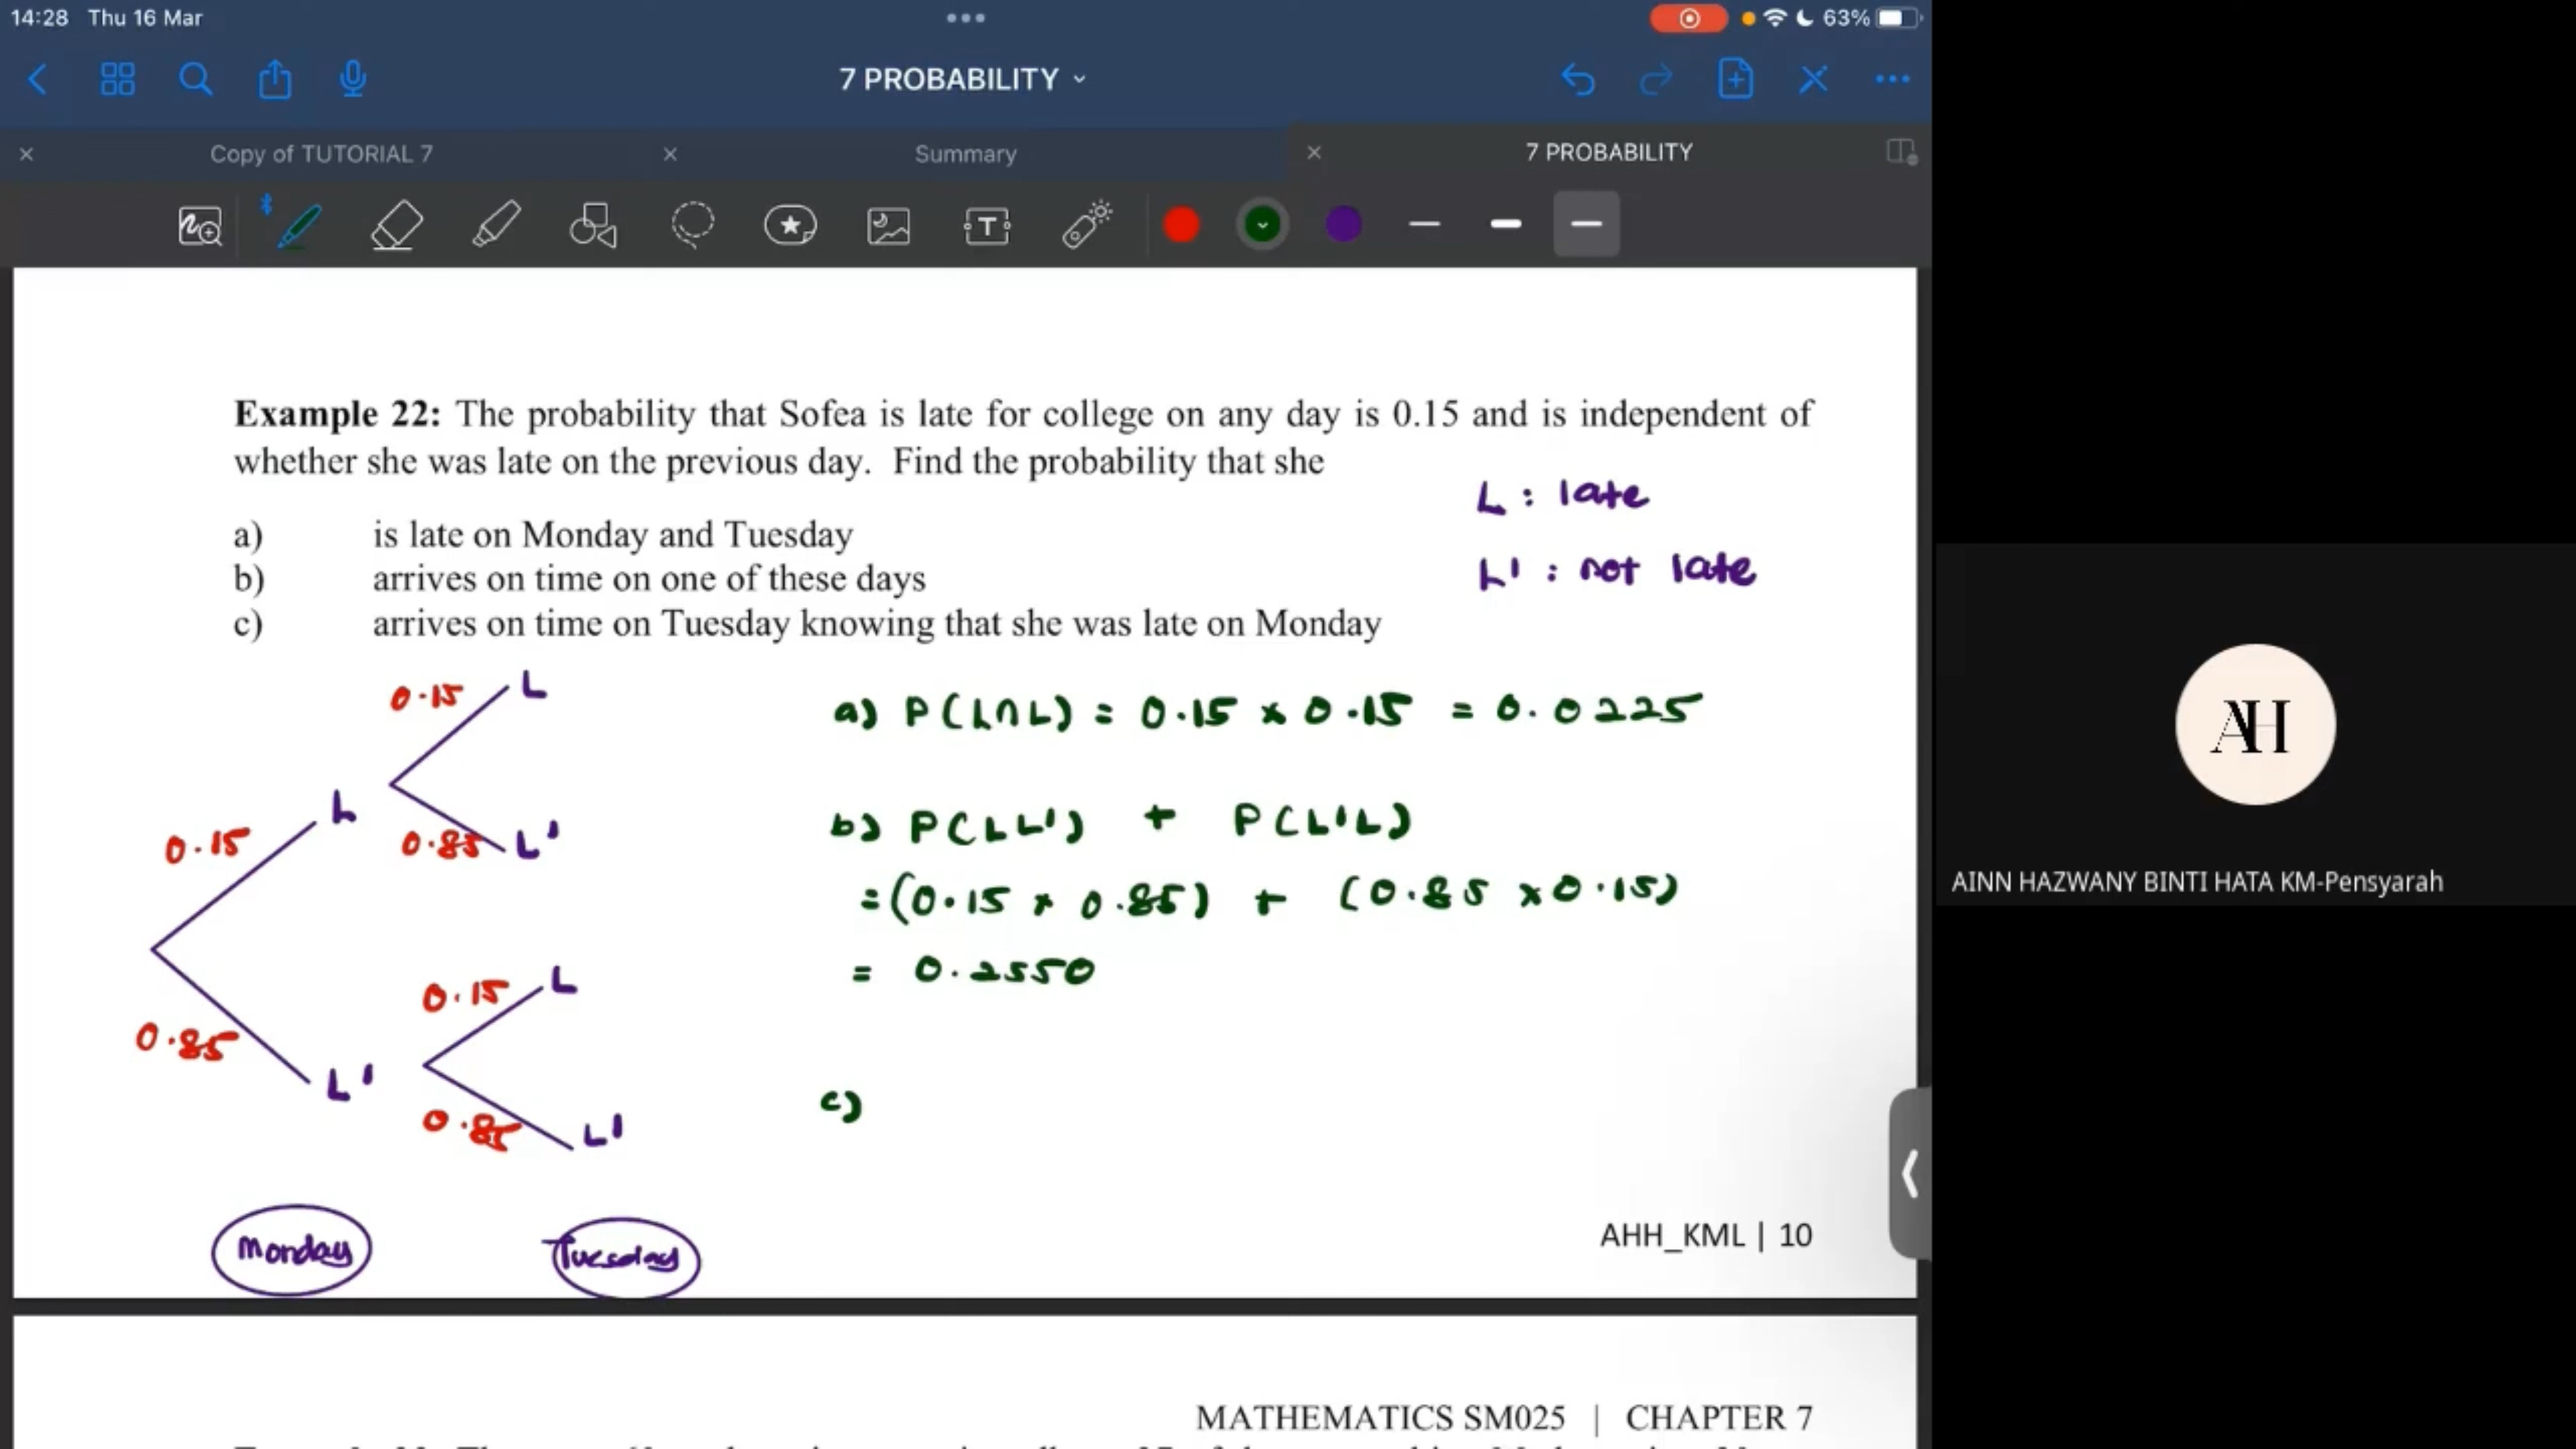 14:28 Thu 16 Mar
63%
7 PROBABILITY
Copy of TUTORIAL 7
Summary
7 PROBABILITY
Example 22: The probability that Sofea is late for college on any day is 0.15 and is independent of
whether she was late on the previous day. Find the probability that she
L : late
a) is late on Monday and Tuesday
L' : not late
b) arrives on time on one of these days
c) arrives on time on Tuesday knowing that she was late on Monday
0.15 L
a) P(L∩L) = 0.15 × 0.15 = 0.0225
0.15 L
0.85 L'
b) P(LL') + P(L'L)
= (0.15 × 0.85) + (0.85 × 0.15)
= 0.2550
0.15 L
0.85 L'
0.85 L'
c)
Monday
Tuesday
AHH_KML | 10
MATHEMATICS SM025 | CHAPTER 7
AH
AINN HAZWANY BINTI HATA KM-Pensyarah